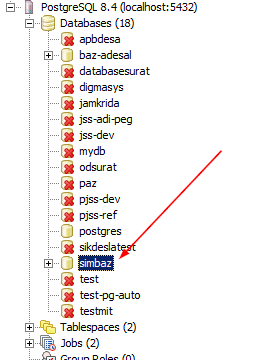 PostgreSQL 8.4 (localhost:5432)
Databases (18)
apbdesa
baz-adesal
databasesurat
digmasys
jamkrida
jss-adi-peg
jss-dev
mydb
odsurat
paz
pjss-dev
pjss-ref
postgres
sikdeslatest
simbaz
test
test-pg-auto
testmit
Tablespaces (2)
Jobs (2)
Group Roles (1)